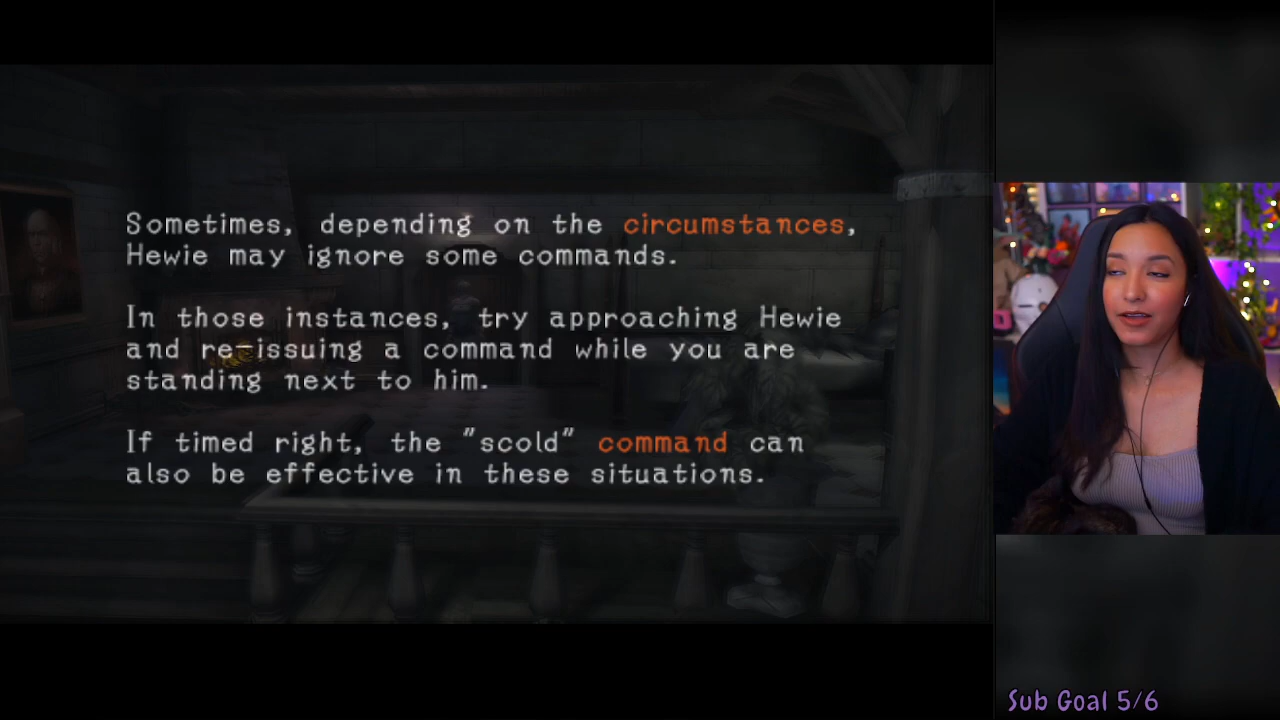 Sometimes, depending on the circumstances,
Hewie may ignore some commands.
In those instances, try approaching Hewie
and re-issuing a command while you are
standing next to him.
If timed right, the "scold" command can
also be effective in these situations.
Sub Goal 5/6